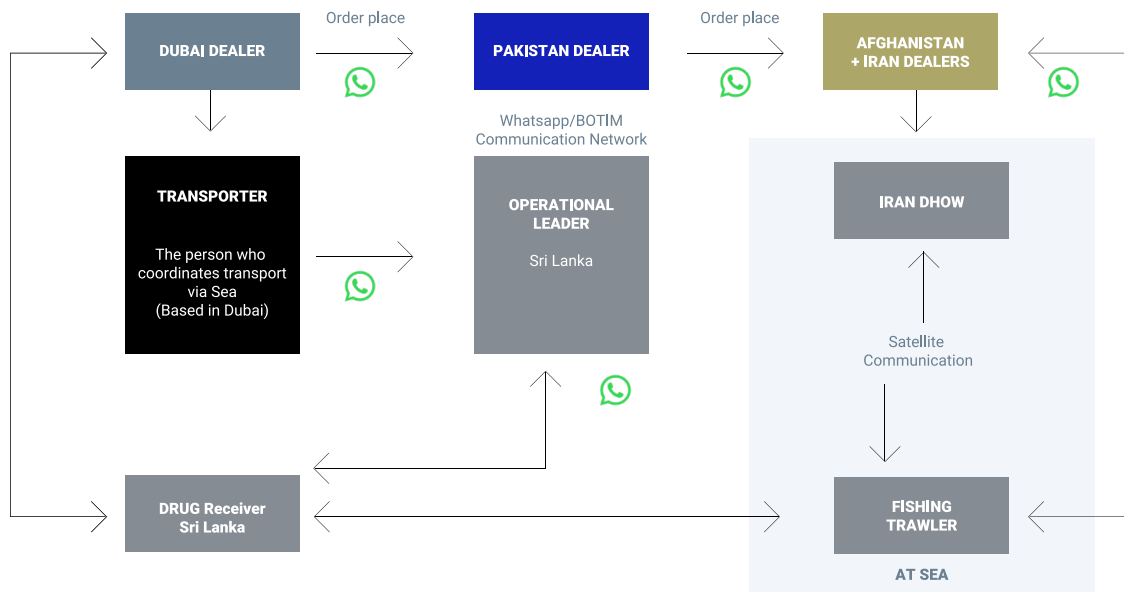 Order place
Order place
DUBAI DEALER
PAKISTAN DEALER
AFGHANISTAN
+ IRAN DEALERS
Whatsapp/BOTIM
Communication Network
TRANSPORTER
The person who
coordinates transport
via Sea
(Based in Dubai)
OPERATIONAL
LEADER
Sri Lanka
IRAN DHOW
Satellite
Communication
DRUG Receiver
Sri Lanka
FISHING
TRAWLER
AT SEA